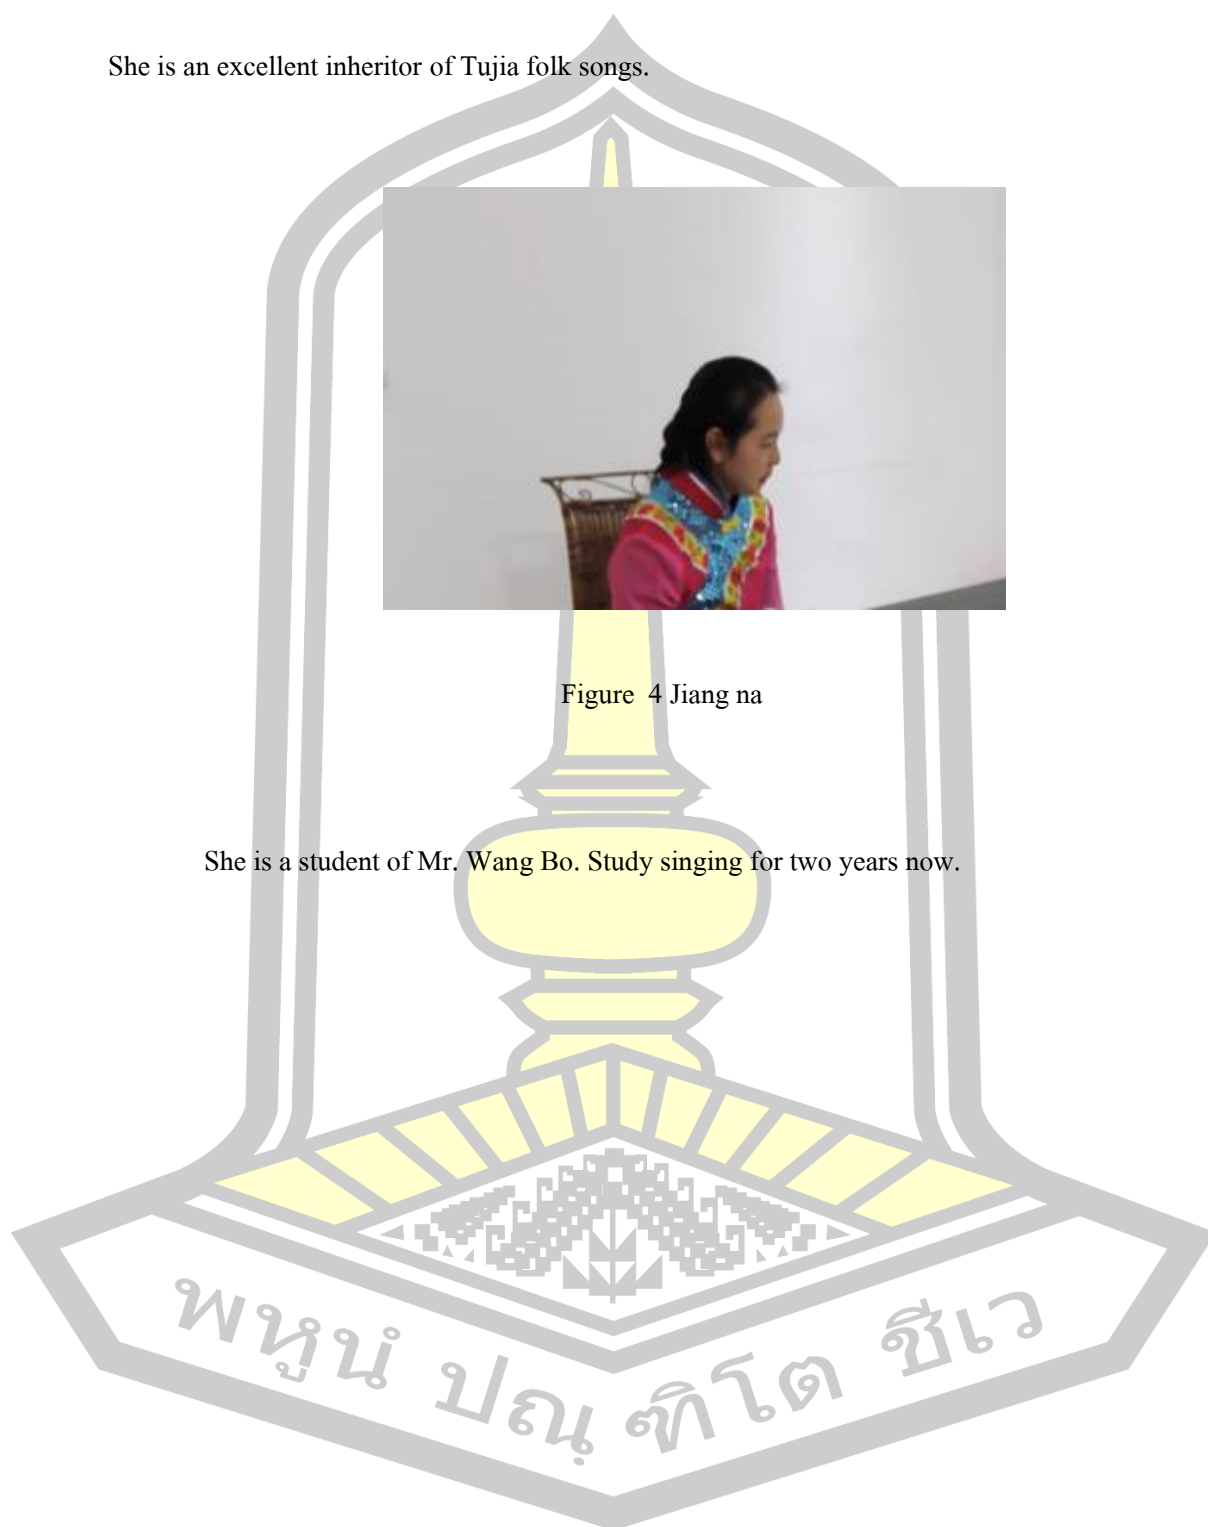 She is an excellent inheritor of Tujia folk songs.
Figure  4 Jiang na
She is a student of Mr. Wang Bo. Study singing for two years now.
พหูนํ ปณฺฑิโต ชีเว